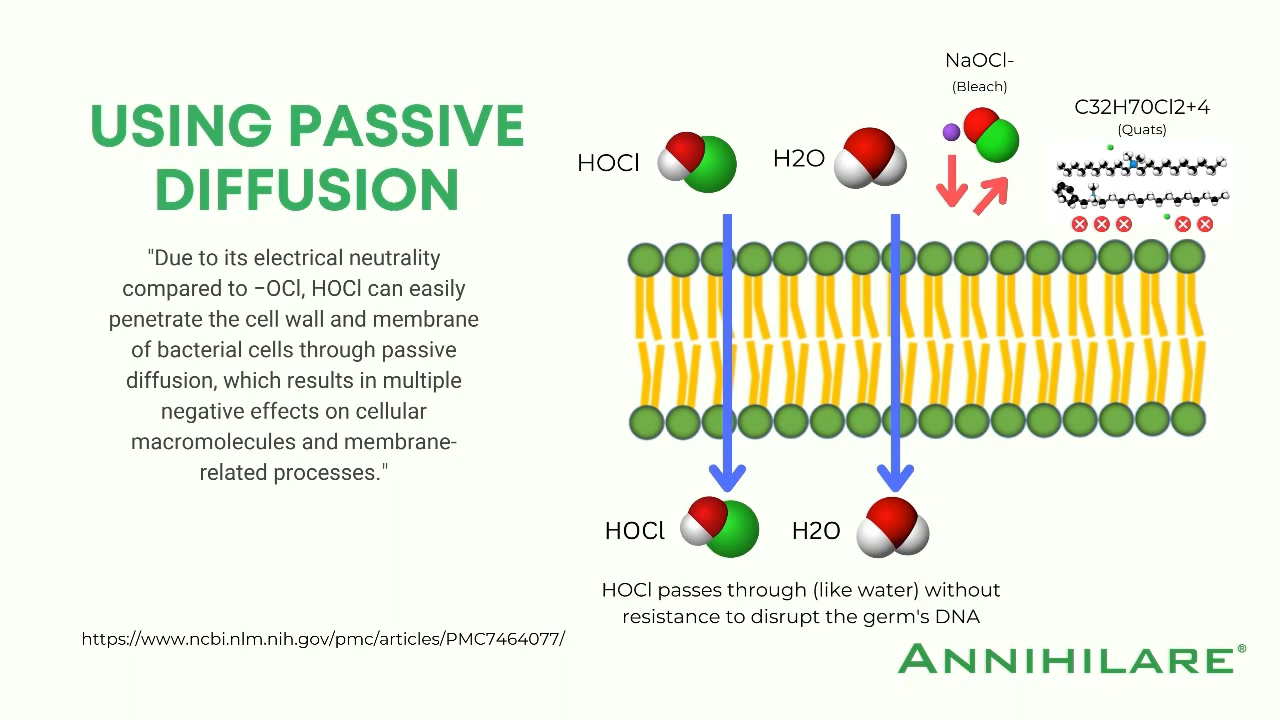 USING PASSIVE
DIFFUSION
"Due to its electrical neutrality
compared to −OCl, HOCl can easily
penetrate the cell wall and membrane
of bacterial cells through passive
diffusion, which results in multiple
negative effects on cellular
macromolecules and membrane-
related processes."
https://www.ncbi.nlm.nih.gov/pmc/articles/PMC7464077/
NaOCl-
(Bleach)
C32H70Cl2+4
(Quats)
HOCl
H2O
HOCl
H2O
HOCl passes through (like water) without
resistance to disrupt the germ's DNA
ANNIHILARE®